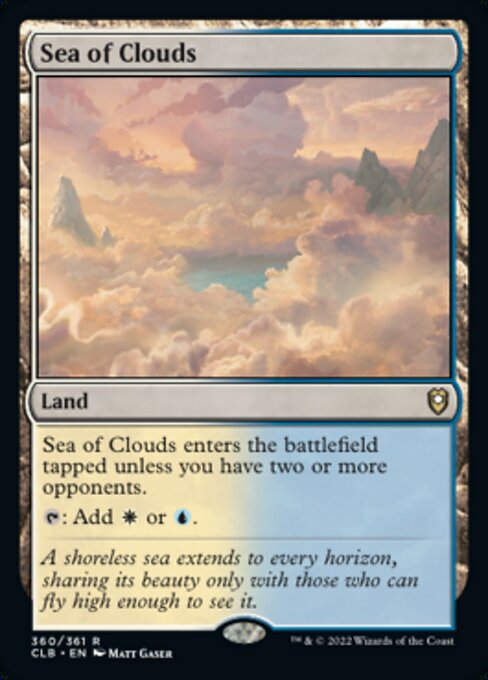 Sea of Clouds
Land
Sea of Clouds enters the battlefield
tapped unless you have two or more
opponents.
: Add or .
A shoreless sea extends to every horizon,
sharing its beauty only with those who can
fly high enough to see it.
360/361 R
CLB • EN Matt Gaser
™ & © 2022 Wizards of the Coast